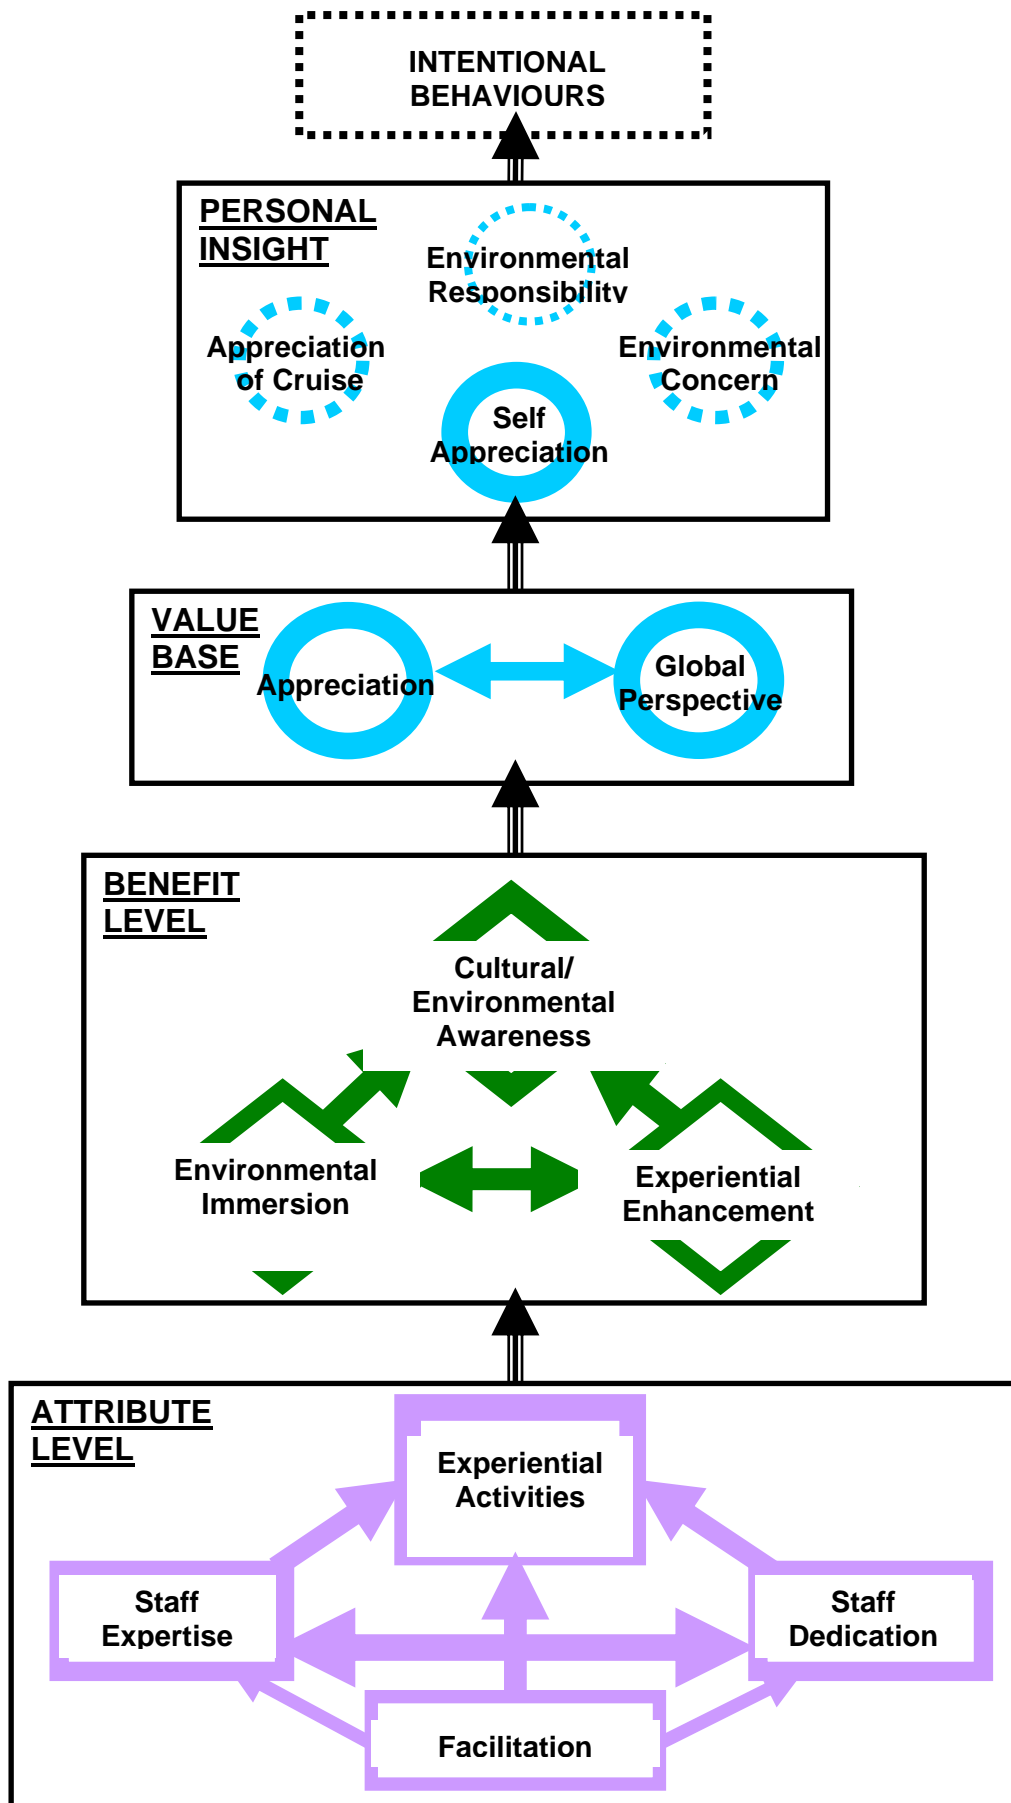 INTENTIONAL
BEHAVIOURS
PERSONAL
INSIGHT
Environmental
Responsibility
Appreciation
of Cruise
Environmental
Concern
Self
Appreciation
VALUE
BASE
Appreciation
Global
Perspective
BENEFIT
LEVEL
Cultural/
Environmental
Awareness
Environmental
Immersion
Experiential
Enhancement
ATTRIBUTE
LEVEL
Experiential
Activities
Staff
Expertise
Staff
Dedication
Facilitation